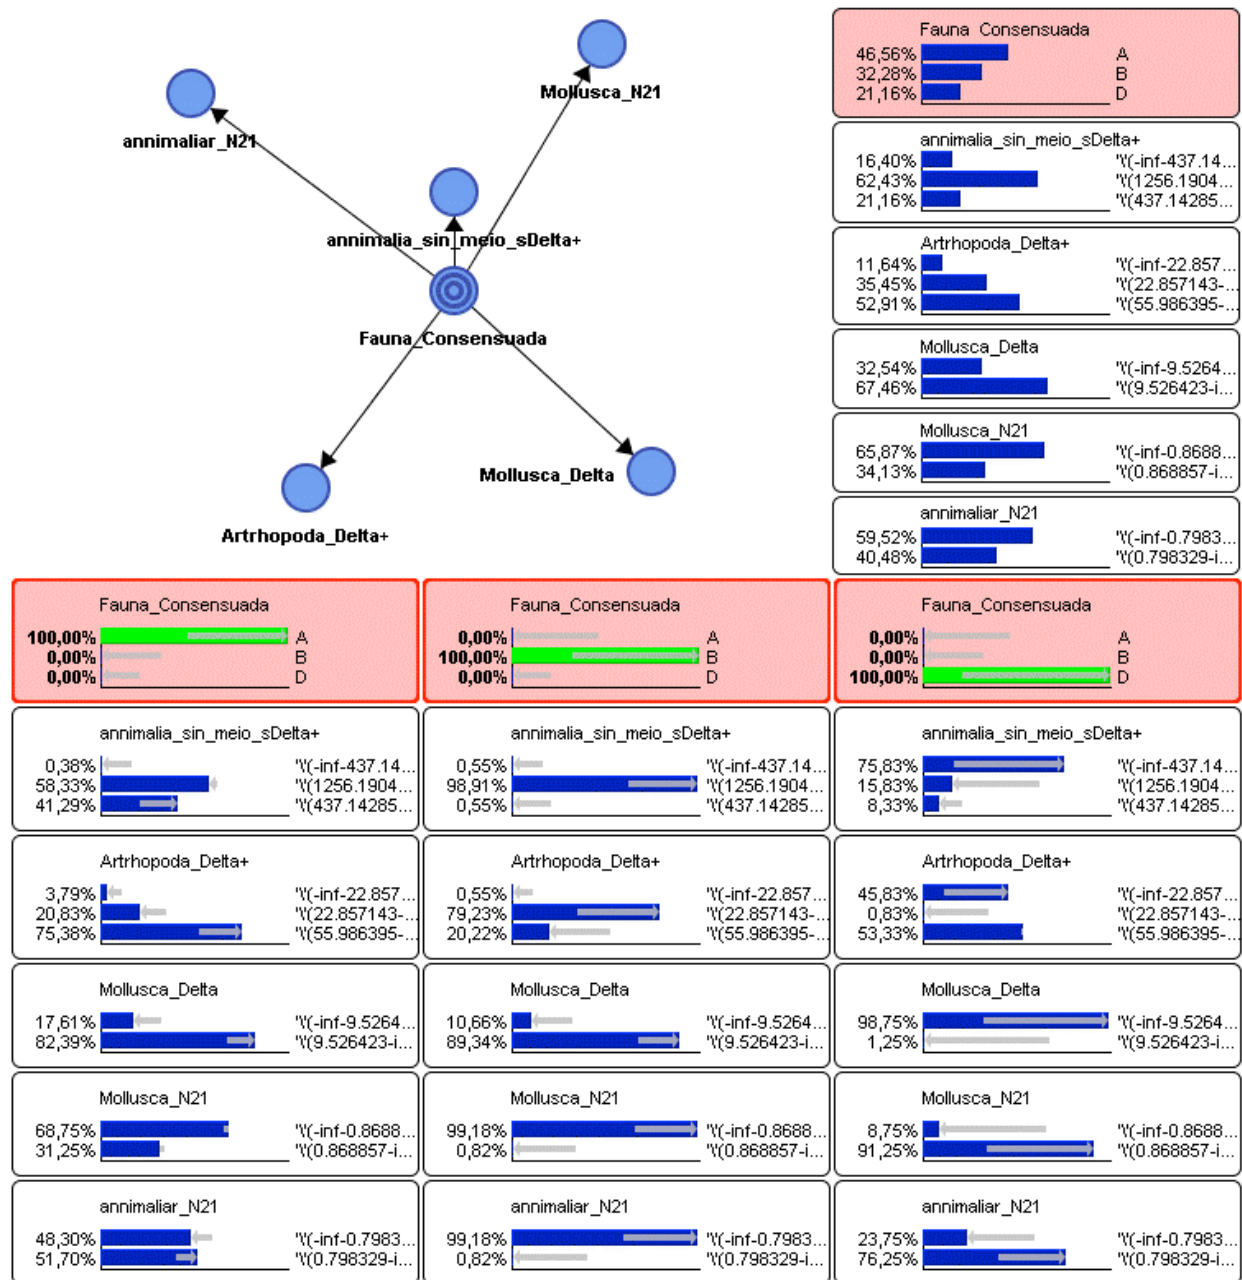 Mollusca_N21
annimaliar_N21
annimalia_sin_meio_sDelta+
Fauna_Consensuada
Mollusca_Delta
Artrhopoda_Delta+
Fauna_Consensuada
46,56% A
32,28% B
21,16% D
annimalia_sin_meio_sDelta+
16,40% '\'(-inf-437.14...
62,43% '\'(1256.1904...
21,16% '\'(437.14285...
Artrhopoda_Delta+
11,64% '\'(-inf-22.857...
35,45% '\'(22.857143-...
52,91% '\'(55.986395-...
Mollusca_Delta
32,54% '\'(-inf-9.5264...
67,46% '\'(9.526423-i...
Mollusca_N21
65,87% '\'(-inf-0.8688...
34,13% '\'(0.868857-i...
annimaliar_N21
59,52% '\'(-inf-0.7983...
40,48% '\'(0.798329-i...
Fauna_Consensuada
100,00% A
0,00% B
0,00% D
annimalia_sin_meio_sDelta+
0,38% '\'(-inf-437.14...
58,33% '\'(1256.1904...
41,29% '\'(437.14285...
Artrhopoda_Delta+
3,79% '\'(-inf-22.857...
20,83% '\'(22.857143-...
75,38% '\'(55.986395-...
Mollusca_Delta
17,61% '\'(-inf-9.5264...
82,39% '\'(9.526423-i...
Mollusca_N21
68,75% '\'(-inf-0.8688...
31,25% '\'(0.868857-i...
annimaliar_N21
48,30% '\'(-inf-0.7983...
51,70% '\'(0.798329-i...
Fauna_Consensuada
0,00% A
100,00% B
0,00% D
annimalia_sin_meio_sDelta+
0,55% '\'(-inf-437.14...
98,91% '\'(1256.1904...
0,55% '\'(437.14285...
Artrhopoda_Delta+
0,55% '\'(-inf-22.857...
79,23% '\'(22.857143-...
20,22% '\'(55.986395-...
Mollusca_Delta
10,66% '\'(-inf-9.5264...
89,34% '\'(9.526423-i...
Mollusca_N21
99,18% '\'(-inf-0.8688...
0,82% '\'(0.868857-i...
annimaliar_N21
99,18% '\'(-inf-0.7983...
0,82% '\'(0.798329-i...
Fauna_Consensuada
0,00% A
0,00% B
100,00% D
annimalia_sin_meio_sDelta+
75,83% '\'(-inf-437.14...
15,83% '\'(1256.1904...
8,33% '\'(437.14285...
Artrhopoda_Delta+
45,83% '\'(-inf-22.857...
0,83% '\'(22.857143-...
53,33% '\'(55.986395-...
Mollusca_Delta
98,75% '\'(-inf-9.5264...
1,25% '\'(9.526423-i...
Mollusca_N21
8,75% '\'(-inf-0.8688...
91,25% '\'(0.868857-i...
annimaliar_N21
23,75% '\'(-inf-0.7983...
76,25% '\'(0.798329-i...